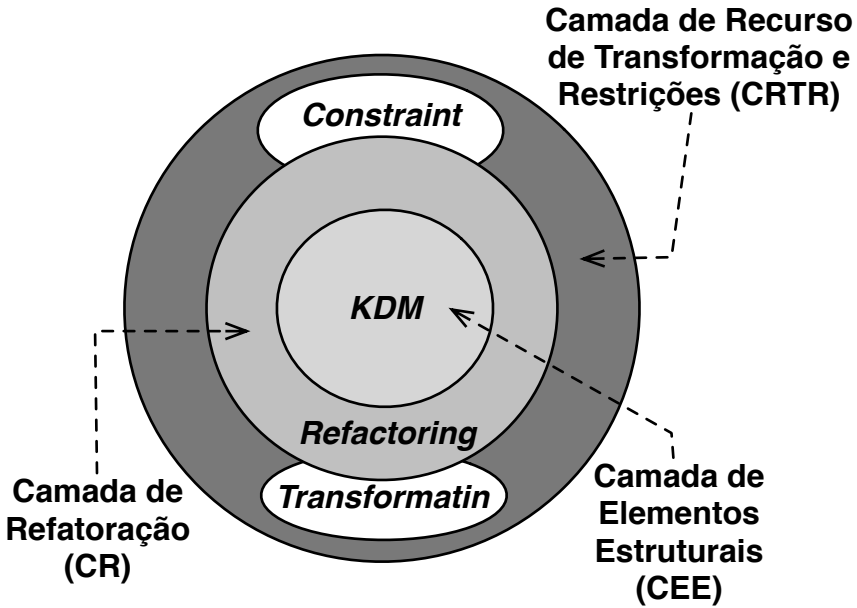 Camada de Recurso
de Transformação e
Restrições (CRTR)
Constraint
KDM
Refactoring
Transformatin
Camada de
Refatoração
(CR)
Camada de
Elementos
Estruturais
(CEE)